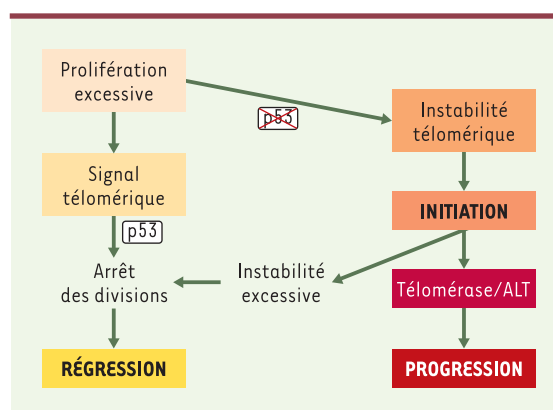 Prolifération
excessive
p53
Instabilité
télomérique
Signal
télomérique
p53
INITIATION
Arrêt
des divisions
Instabilité
excessive
Télomérase/ALT
RÉGRESSION
PROGRESSION